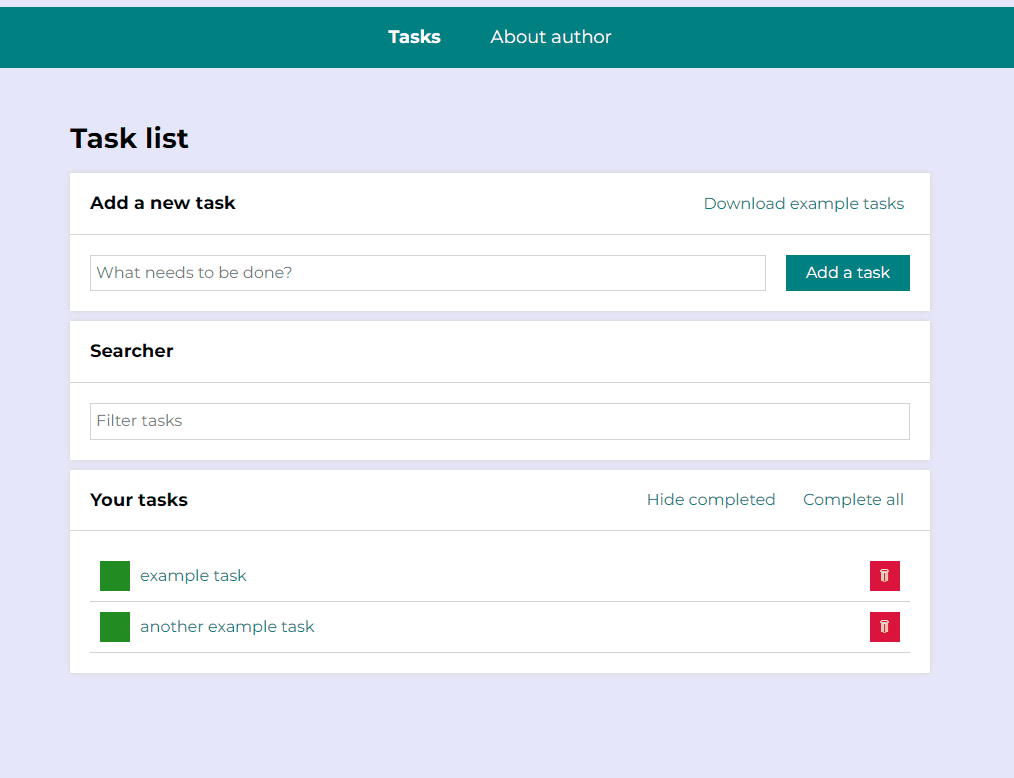 Tasks About author
Task list
Add a new task Download example tasks
What needs to be done? Add a task
Searcher
Filter tasks
Your tasks Hide completed Complete all
example task
another example task